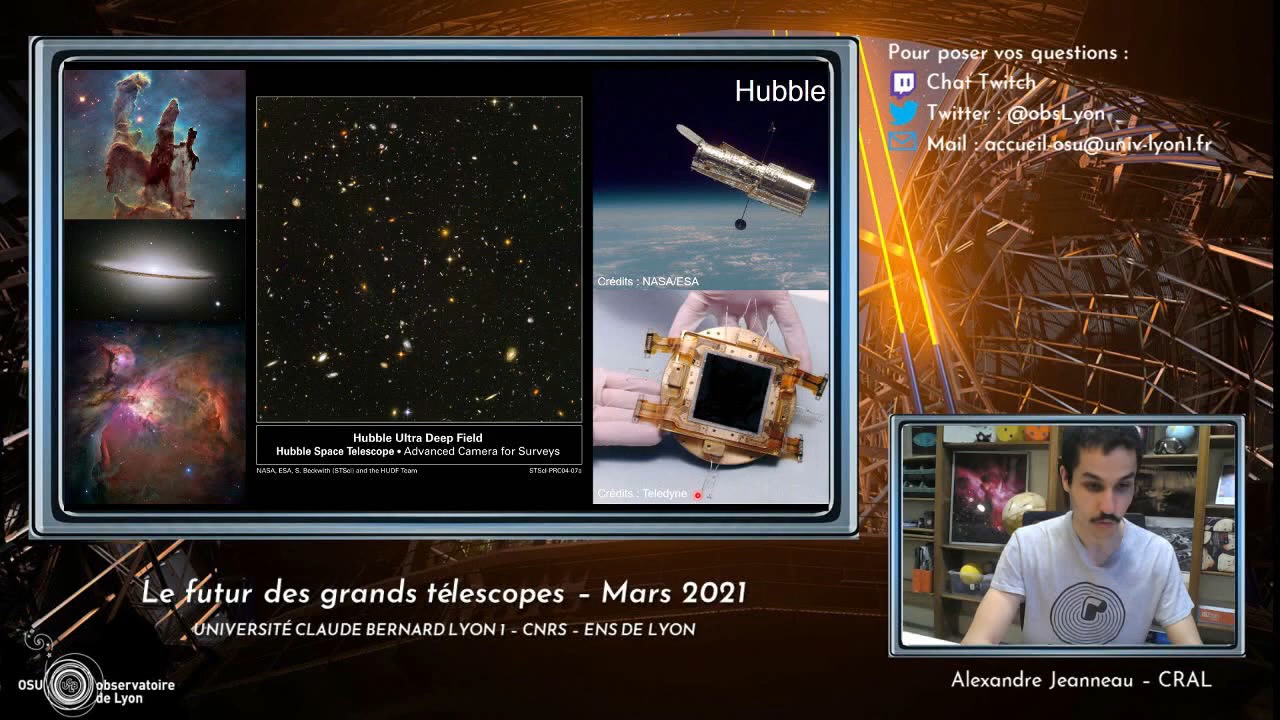 Hubble
Crédits : NASA/ESA
Hubble Ultra Deep Field
Hubble Space Telescope • Advanced Camera for Surveys
NASA, ESA, S. Beckwith (STScI) and the HUDF Team
STScI-PRC04-07a
Crédits : Teledyne
Pour poser vos questions :
Chat Twitch
Twitter : @obsLyon _
Mail : accueil-osu@univ-lyon1.fr
Le futur des grands télescopes – Mars 2021
UNIVERSITÉ CLAUDE BERNARD LYON 1 – CNRS – ENS DE LYON
OSU
observatoire
de Lyon
Alexandre Jeanneau – CRAL